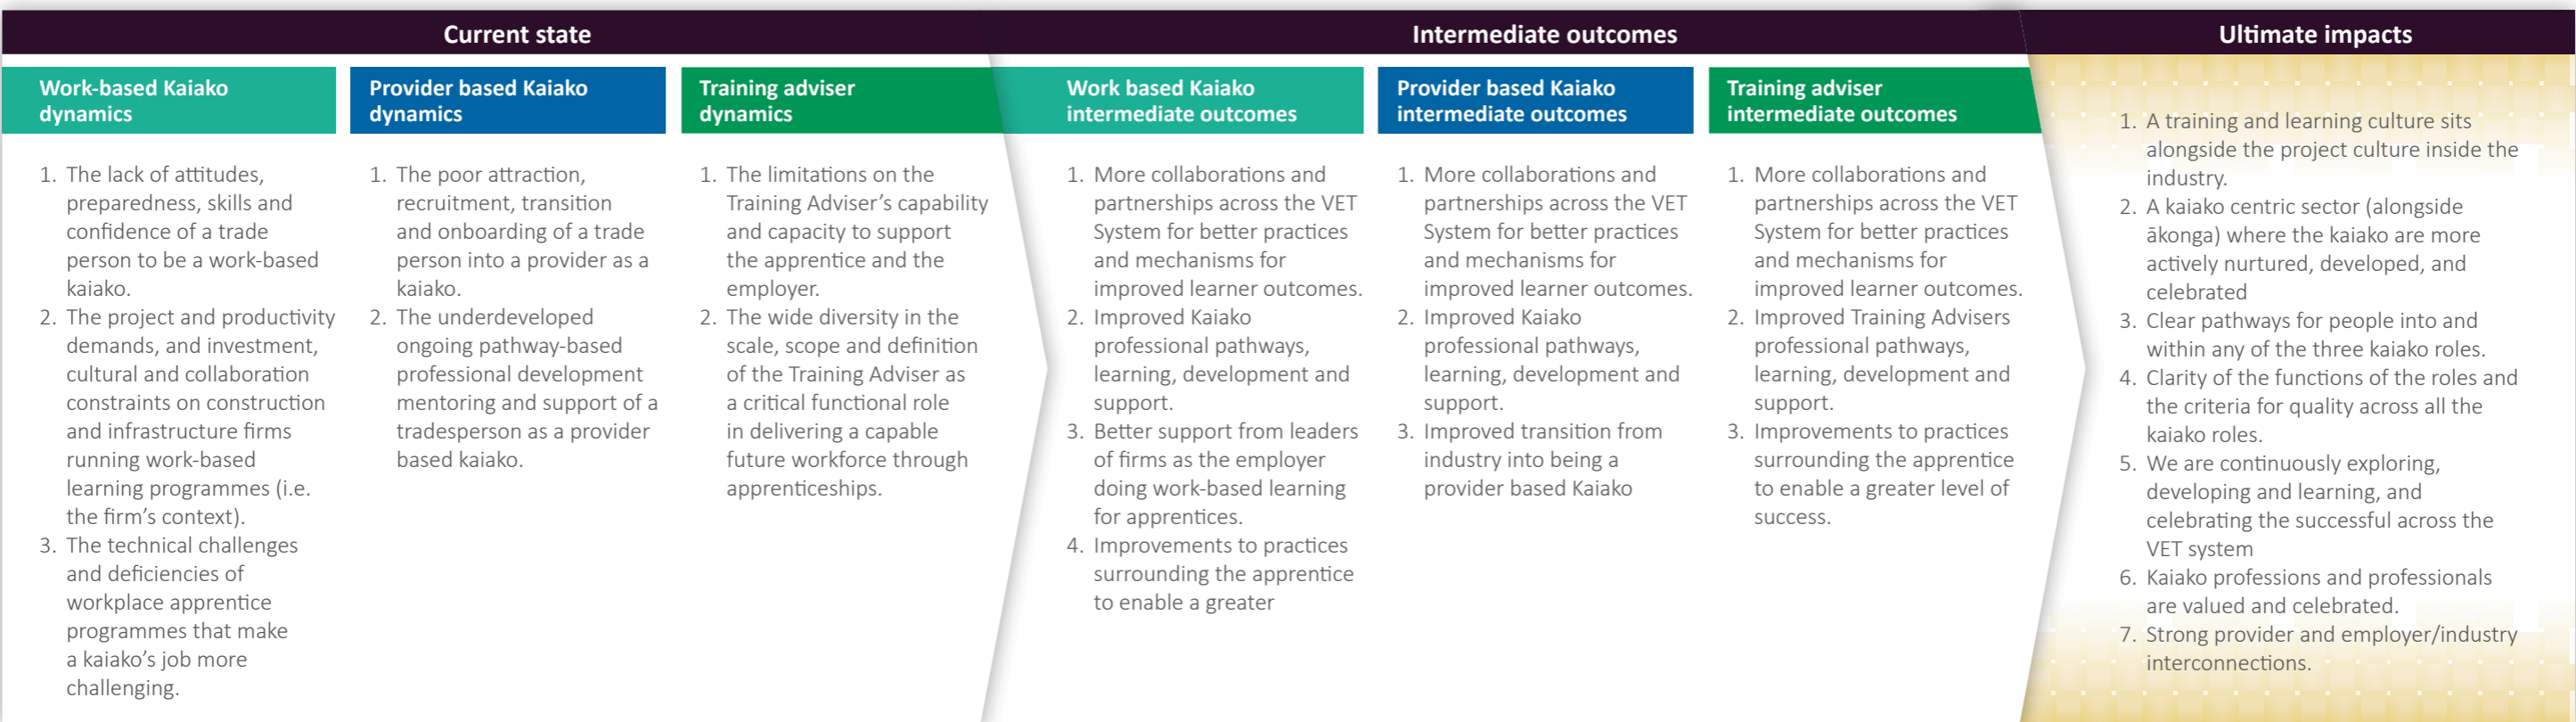 Current state
Intermediate outcomes
Ultimate impacts
Work-based Kaiako
dynamics
1. The lack of attitudes,
preparedness, skills and
confidence of a trade
person to be a work-based
kaiako.
2. The project and productivity
demands, and investment,
cultural and collaboration
constraints on construction
and infrastructure firms
running work-based
learning programmes (i.e.
the firm’s context).
3. The technical challenges
and deficiencies of
workplace apprentice
programmes that make
a kaiako’s job more
challenging.
Provider based Kaiako
dynamics
1. The poor attraction,
recruitment, transition
and onboarding of a trade
person into a provider as a
kaiako.
2. The underdeveloped
ongoing pathway-based
professional development
mentoring and support of a
tradesperson as a provider
based kaiako.
Training adviser
dynamics
1. The limitations on the
Training Adviser’s capability
and capacity to support
the apprentice and the
employer.
2. The wide diversity in the
scale, scope and definition
of the Training Adviser as
a critical functional role
in delivering a capable
future workforce through
apprenticeships.
Work based Kaiako
intermediate outcomes
1. More collaborations and
partnerships across the VET
System for better practices
and mechanisms for
improved learner outcomes.
2. Improved Kaiako
professional pathways,
learning, development and
support.
3. Better support from leaders
of firms as the employer
doing work-based learning
for apprentices.
4. Improvements to practices
surrounding the apprentice
to enable a greater
Provider based Kaiako
intermediate outcomes
1. More collaborations and
partnerships across the VET
System for better practices
and mechanisms for
improved learner outcomes.
2. Improved Kaiako
professional pathways,
learning, development and
support.
3. Improved transition from
industry into being a
provider based Kaiako
Training adviser
intermediate outcomes
1. More collaborations and
partnerships across the VET
System for better practices
and mechanisms for
improved learner outcomes.
2. Improved Training Advisers
professional pathways,
learning, development and
support.
3. Improvements to practices
surrounding the apprentice
to enable a greater level of
success.
1. A training and learning culture sits
alongside the project culture inside the
industry.
2. A kaiako centric sector (alongside
ākonga) where the kaiako are more
actively nurtured, developed, and
celebrated
3. Clear pathways for people into and
within any of the three kaiako roles.
4. Clarity of the functions of the roles and
the criteria for quality across all the
kaiako roles.
5. We are continuously exploring,
developing and learning, and
celebrating the successful across the
VET system
6. Kaiako professions and professionals
are valued and celebrated.
7. Strong provider and employer/industry
interconnections.